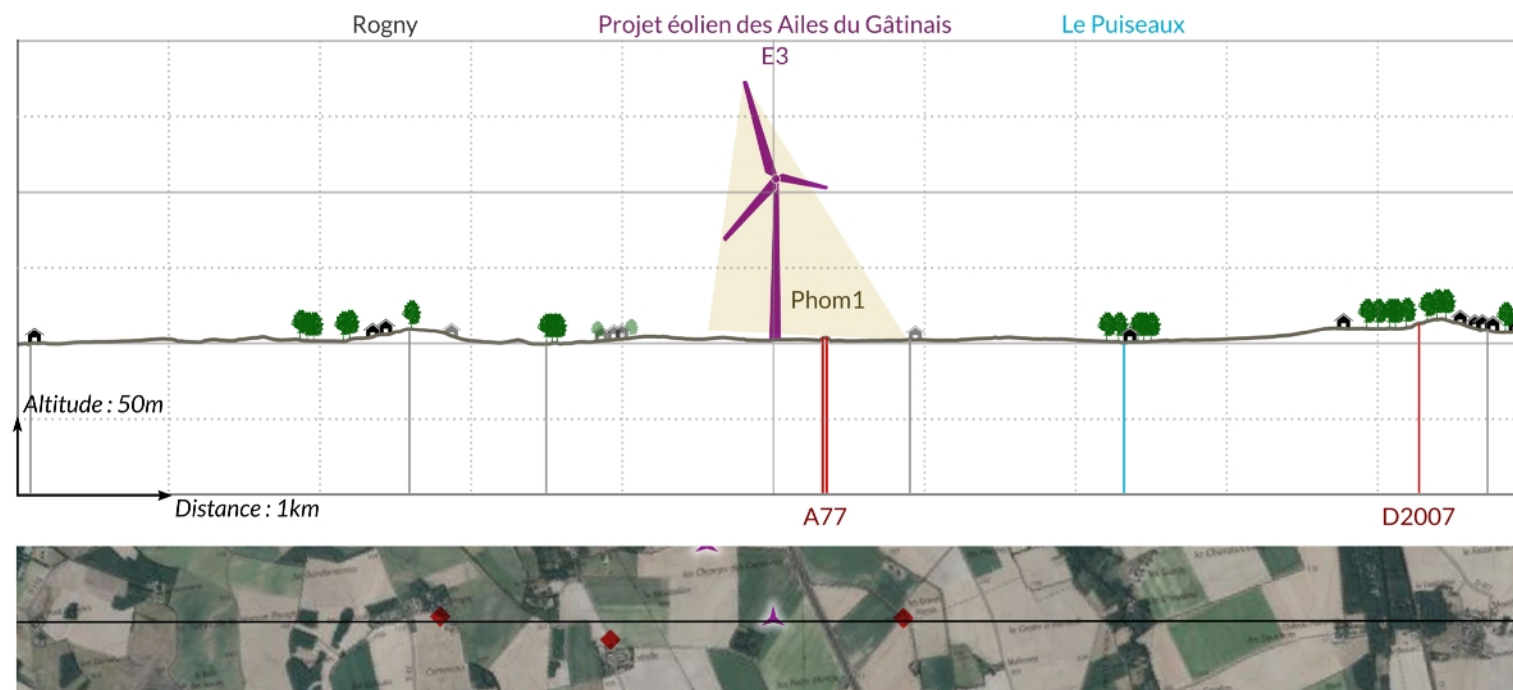 Rogny
Projet éolien des Ailes du Gâtinais
Le Puiseaux
E3
Phom1
Altitude : 50m
Distance : 1km
A77
D2007